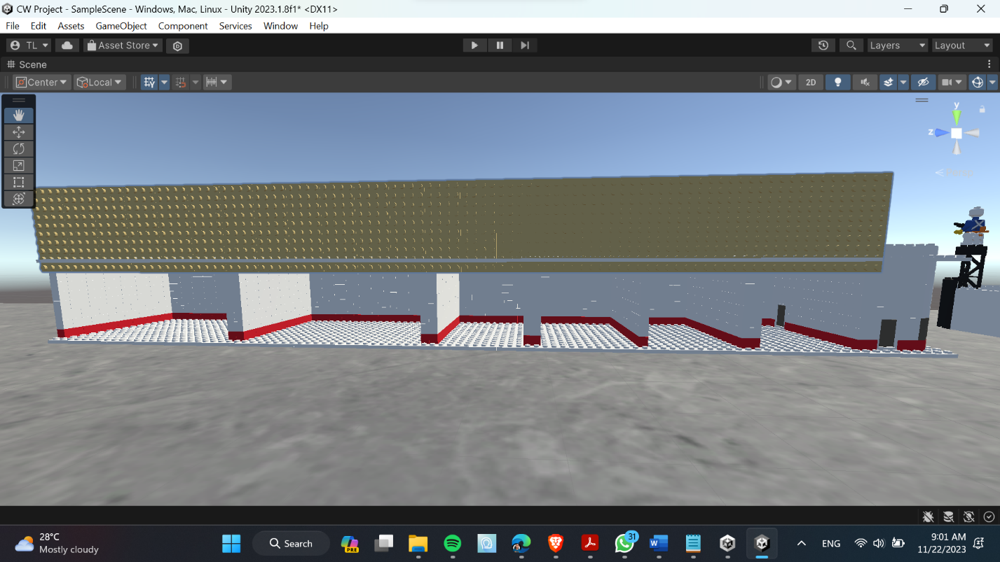 CW Project - SampleScene - Windows, Mac, Linux - Unity 2023.1.8f1* <DX11>
File Edit Assets GameObject Component Services Window Help
TL Asset Store Layers Layout
Scene
Center Local 2D
y
z
31
PRE
28°C
Mostly cloudy
Search
ENG
9:01 AM
11/22/2023